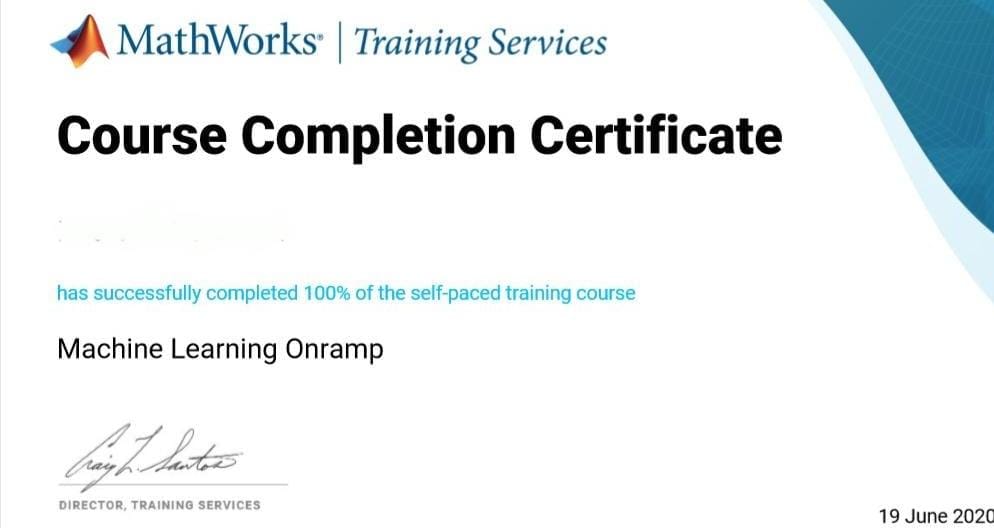 MathWorks® | Training Services
Course Completion Certificate
has successfully completed 100% of the self-paced training course
Machine Learning Onramp
Craig L. Santos
DIRECTOR, TRAINING SERVICES
19 June 2020